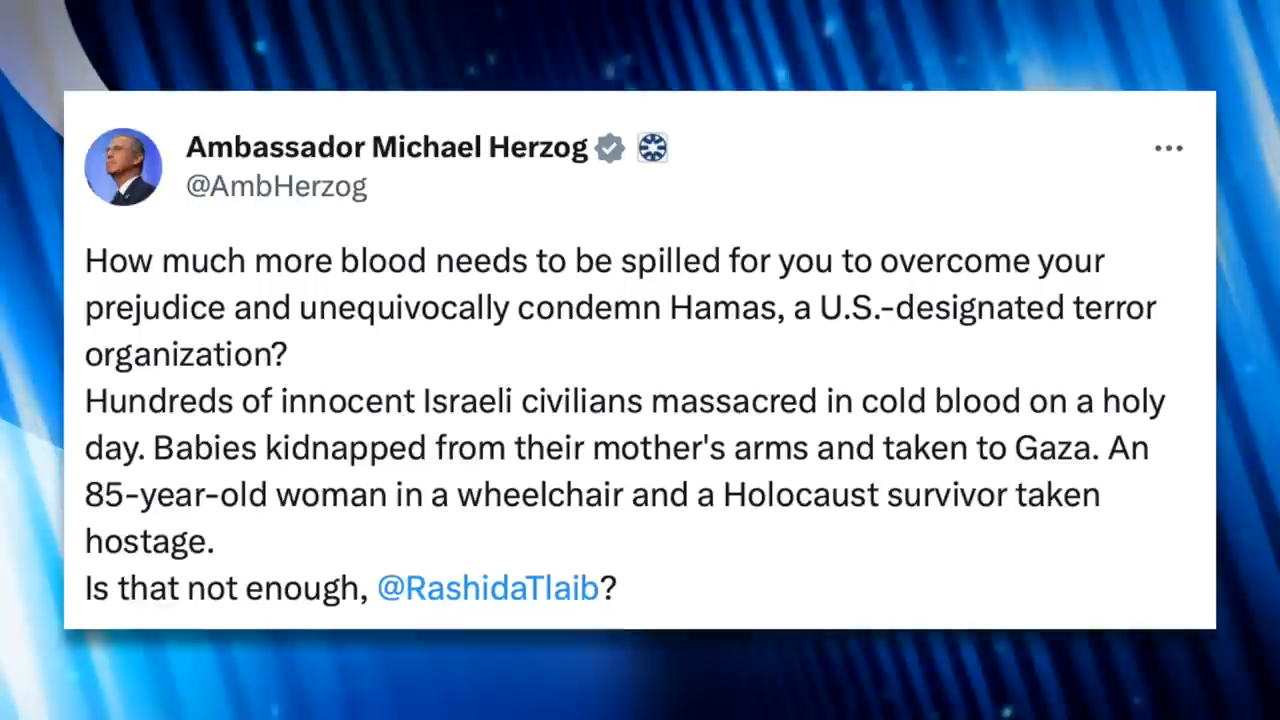 Ambassador Michael Herzog
@AmbHerzog
How much more blood needs to be spilled for you to overcome your
prejudice and unequivocally condemn Hamas, a U.S.-designated terror
organization?
Hundreds of innocent Israeli civilians massacred in cold blood on a holy
day. Babies kidnapped from their mother's arms and taken to Gaza. An
85-year-old woman in a wheelchair and a Holocaust survivor taken
hostage.
Is that not enough, @RashidaTlaib?